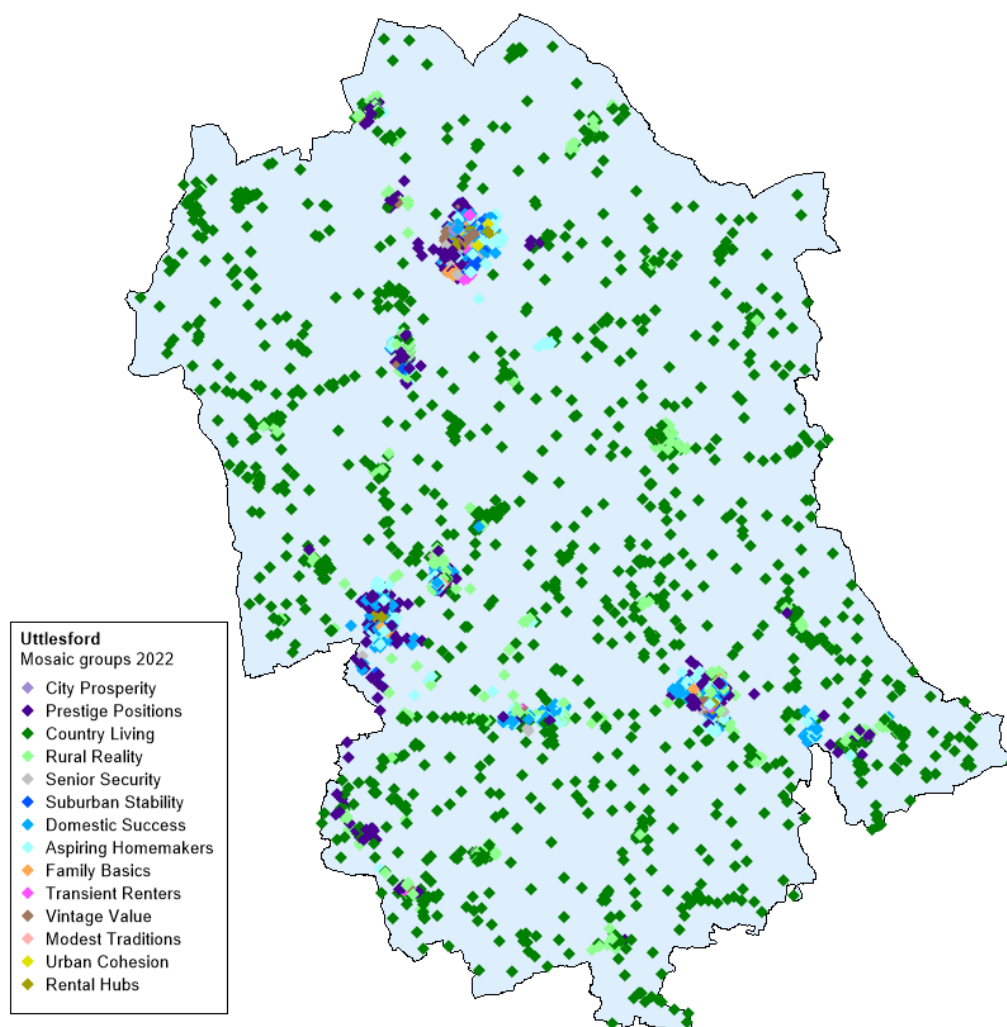 Uttlesford
Mosaic groups 2022
City Prosperity
Prestige Positions
Country Living
Rural Reality
Senior Security
Suburban Stability
Domestic Success
Aspiring Homemakers
Family Basics
Transient Renters
Vintage Value
Modest Traditions
Urban Cohesion
Rental Hubs